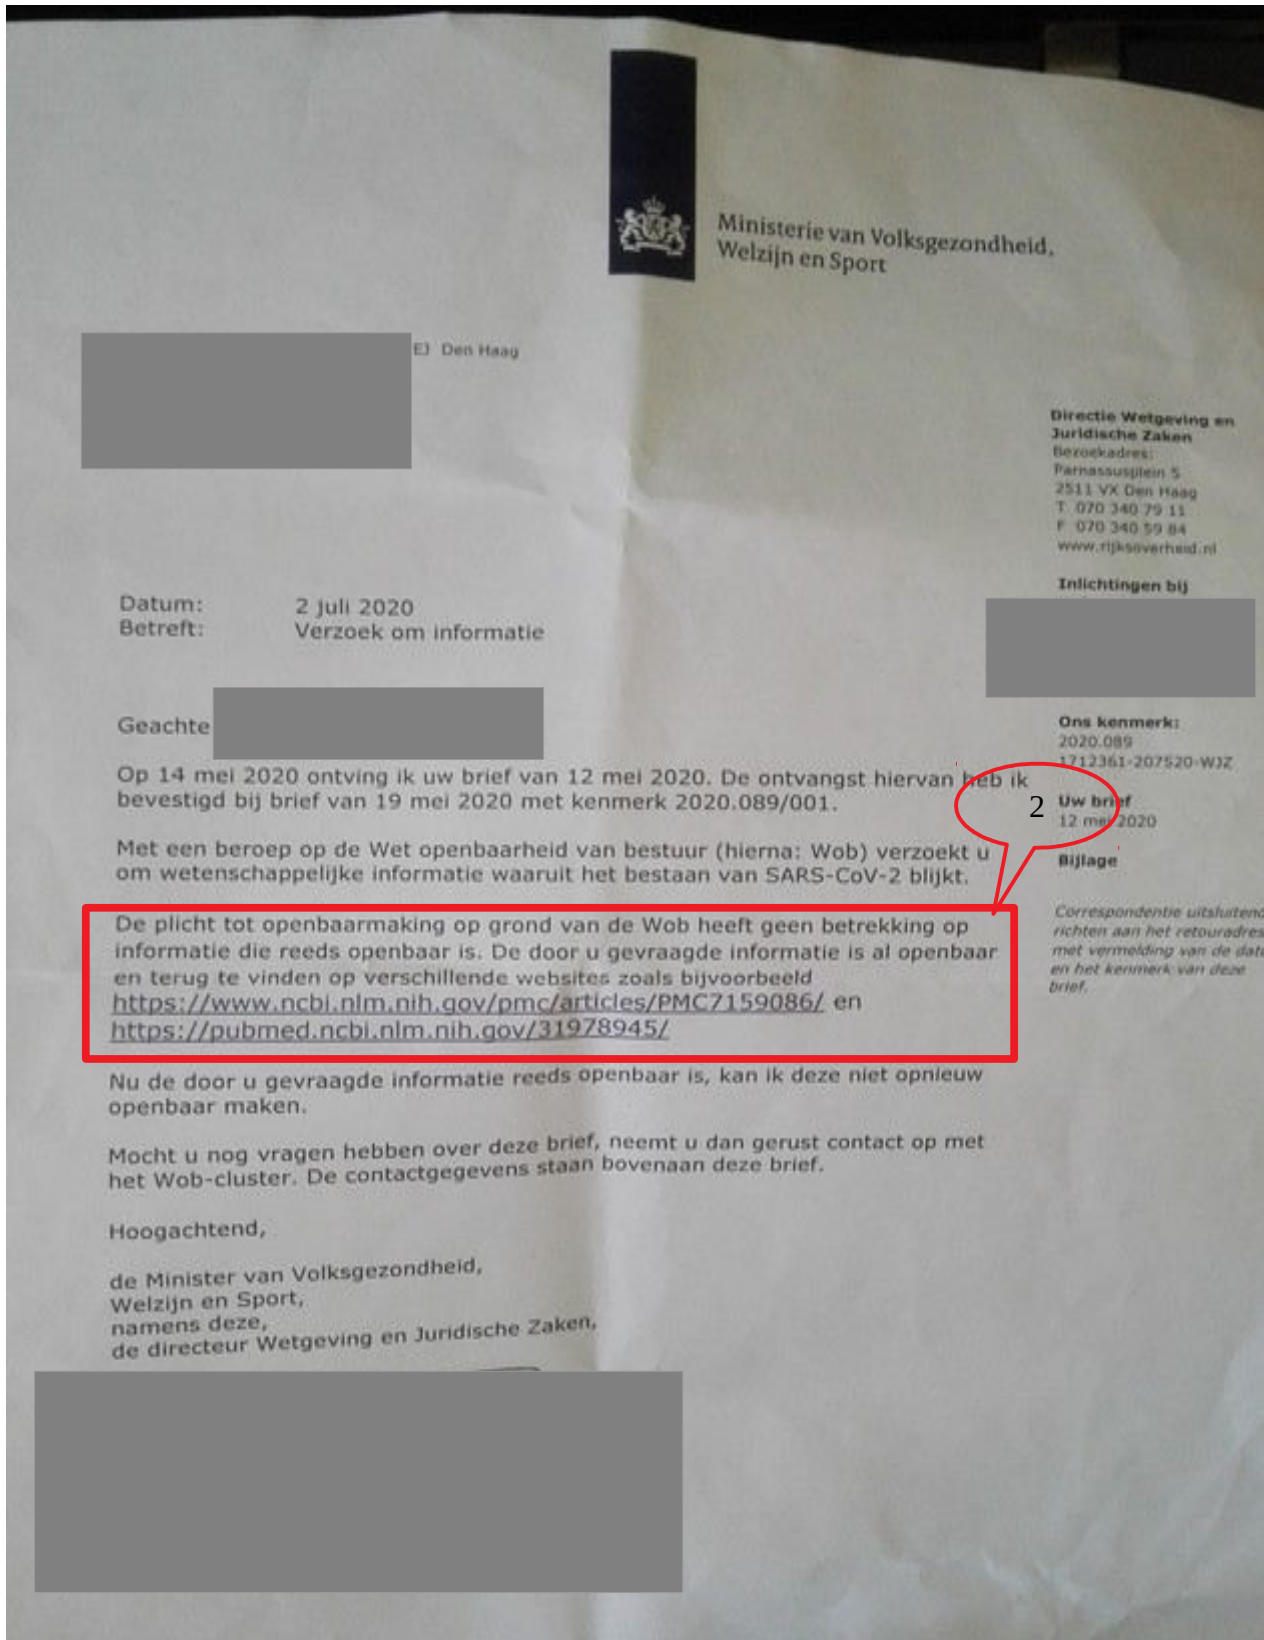 Ministerie van Volksgezondheid,
Welzijn en Sport
EJ Den Haag
Directie Wetgeving en
Juridische Zaken
Bezoekadres:
Parnassusplein 5
2511 VX Den Haag
T 070 340 79 11
F 070 340 59 84
www.rijksoverheid.nl
Inlichtingen bij
Datum: 2 juli 2020
Betreft: Verzoek om informatie
Geachte
Ons kenmerk:
2020.089
1712361-207520-WJZ
Uw brief
12 mei 2020
Bijlage
Correspondentie uitsluitend
richten aan het retouradres
met vermelding van de
en het kenmerk van deze
brief.
Op 14 mei 2020 ontving ik uw brief van 12 mei 2020. De ontvangst hiervan heb ik
bevestigd bij brief van 19 mei 2020 met kenmerk 2020.089/001.
2
Met een beroep op de Wet openbaarheid van bestuur (hierna: Wob) verzoekt u
om wetenschappelijke informatie waaruit het bestaan van SARS-CoV-2 blijkt.
De plicht tot openbaarmaking op grond van de Wob heeft geen betrekking op
informatie die reeds openbaar is. De door u gevraagde informatie is al openbaar
en terug te vinden op verschillende websites zoals bijvoorbeeld
https://www.ncbi.nlm.nih.gov/pmc/articles/PMC7159086/ en
https://pubmed.ncbi.nlm.nih.gov/31978945/
Nu de door u gevraagde informatie reeds openbaar is, kan ik deze niet opnieuw
openbaar maken.
Mocht u nog vragen hebben over deze brief, neemt u dan gerust contact op met
het Wob-cluster. De contactgegevens staan bovenaan deze brief.
Hoogachtend,
de Minister van Volksgezondheid,
Welzijn en Sport,
namens deze,
de directeur Wetgeving en Juridische Zaken,